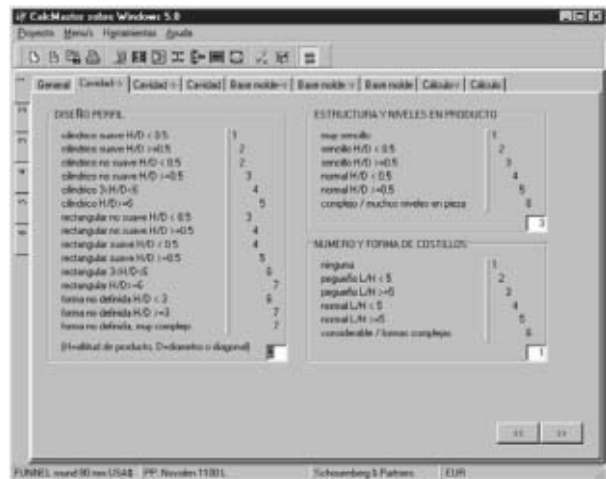 CalcMaster sobre Windows 5.0
Proyecto Menú's Herramientas Ayuda
General Cavidad-> Cavidad-> Cavidad Base molde-> Base molde-> Base molde Cálculo-> Cálculo
DISEÑO PERFIL
cilíndrico suave H/D < 0.5 1
cilíndrico suave H/D >=0.5 2
cilíndrico no suave H/D < 0.5 2
cilíndrico no suave H/D >=0.5 3
cilíndrico 3<H/D<6 4
cilíndrico H/D>=6 5
rectangular no suave H/D < 0.5 3
rectangular no suave H/D >=0.5 4
rectangular suave H/D < 0.5 4
rectangular suave H/D >=0.5 5
rectangular 3<H/D<6 6
rectangular H/D>=6 7
forma no definida H/D < 3 6
forma no definida H/D >=3 7
forma no definida, muy complejo 7
(H=altitud de producto, D=diametro o diagonal)
ESTRUCTURA Y NIVELES EN PRODUCTO
muy sencillo 1
sencillo H/D < 0.5 2
sencillo H/D >=0.5 3
normal H/D < 0.5 4
normal H/D >=0.5 5
complejo / muchos niveles en pieza 6
3
NUMERO Y FORMA DE COSTILLOS
ninguna 1
pequeño L/H < 5 2
pequeño L/H >=5 3
normal L/H < 5 4
normal L/H >=5 5
considerable / formas complejas 6
1
<< >>
FUNNEL round 80 mm USA$ PP: Novolen 1100 L Schouenberg & Partners EUR